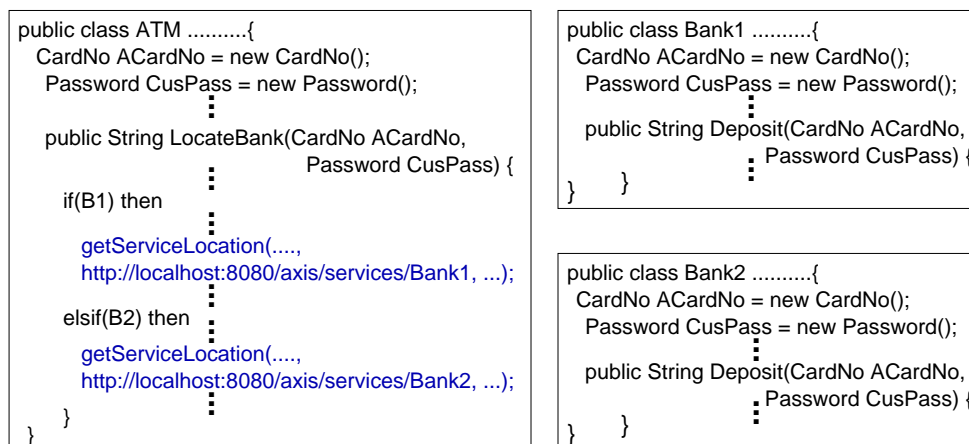 public class ATM ..........{
CardNo ACardNo = new CardNo();
Password CusPass = new Password();
public String LocateBank(CardNo ACardNo,
Password CusPass) {
if(B1) then
getServiceLocation(....,
http://localhost:8080/axis/services/Bank1, ...);
elsif(B2) then
getServiceLocation(....,
http://localhost:8080/axis/services/Bank2, ...);
}
}
public class Bank1 ..........{
CardNo ACardNo = new CardNo();
Password CusPass = new Password();
public String Deposit(CardNo ACardNo,
Password CusPass) {
} }
public class Bank2 ..........{
CardNo ACardNo = new CardNo();
Password CusPass = new Password();
public String Deposit(CardNo ACardNo,
Password CusPass) {
} }